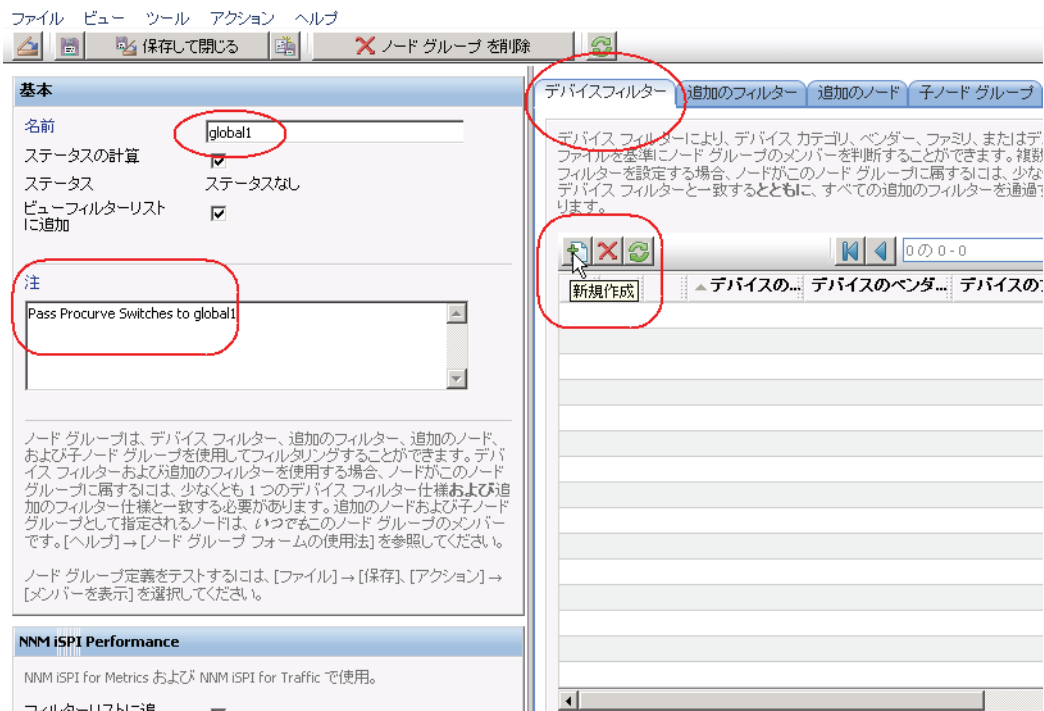 ファイル ビュー ツール アクション ヘルプ
保存して閉じる
ノード グループ を削除
基本
名前
global1
ステータスの計算
ステータス
ステータスなし
ビューフィルターリスト
に追加
注
Pass Procurve Switches to global1
ノード グループは、デバイス フィルター、追加のフィルター、追加のノード、
および子ノード グループを使用してフィルタリングすることができます。デバ
イス フィルターおよび追加のフィルターを使用する場合、ノードがこのノード
グループに属するには、少なくとも 1 つのデバイス フィルター仕様および追
加のフィルター仕様と一致する必要があります。追加のノードおよび子ノード
グループとして指定されるノードは、いつでもこのノード グループのメンバー
です。[ヘルプ]→[ノード グループ フォームの使用法]を参照してください。
ノード グループ定義をテストするには、[ファイル]→[保存]、[アクション]→
[メンバーを表示]を選択してください。
NNM iSPI Performance
NNM iSPI for Metrics および NNM iSPI for Traffic で使用。
フィルターリストに追
デバイスフィルター
追加のフィルター
追加のノード
子ノード グループ
デバイス フィルターにより、デバイス カテゴリ、ベンダー、ファミリ、またはデ
ファイルを基準にノード グループのメンバーを判断することができます。複数
フィルターを設定する場合、ノードがこのノード グループに属するには、少な
デバイス フィルターと一致するとともに、すべての追加のフィルターを通過す
ります。
0 の 0 - 0
新規作成
デバイスの...
デバイスのベンダ...
デバイスの